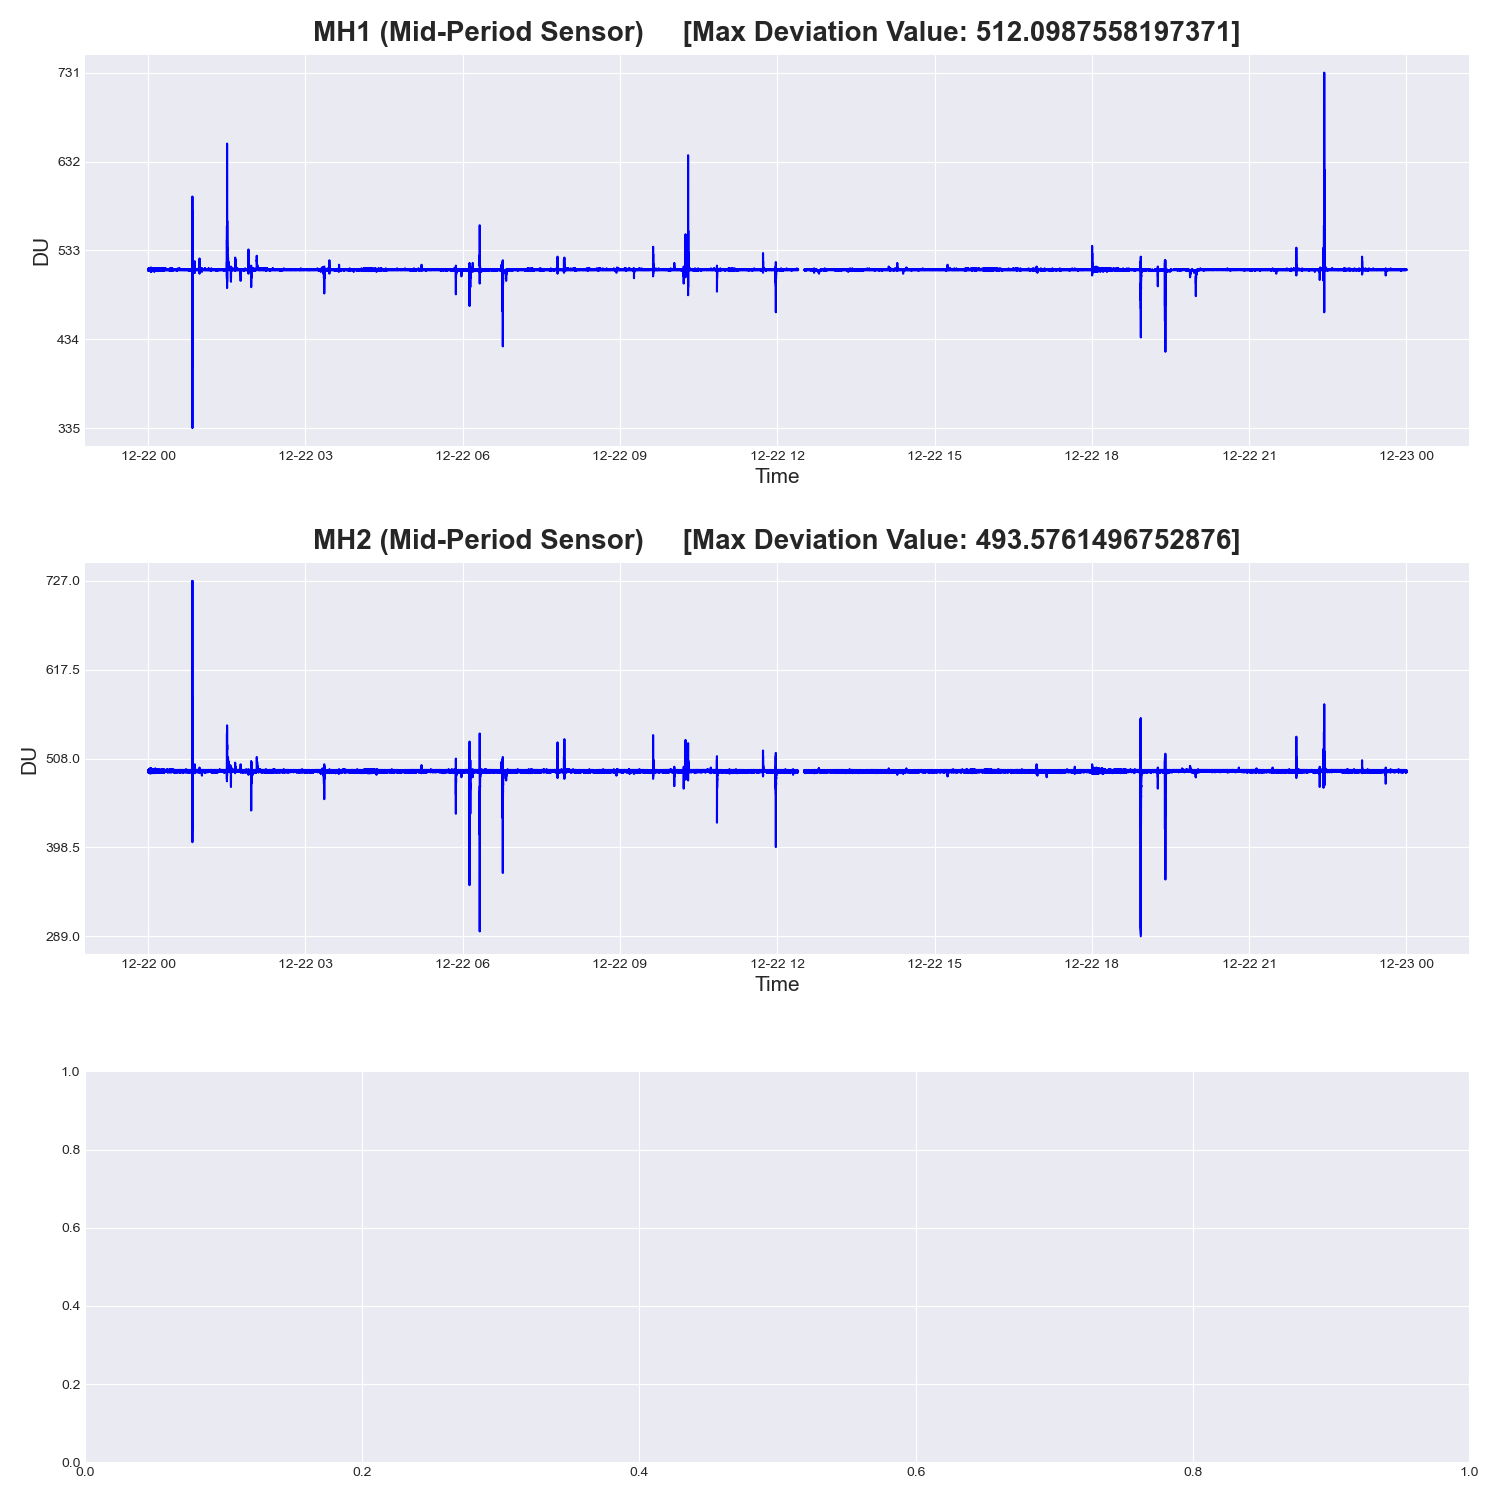 MH1 (Mid-Period Sensor) [Max Deviation Value: 512.0987558197371]
731
632
533
434
335
DU
12-22 00 12-22 03 12-22 06 12-22 09 12-22 12 12-22 15 12-22 18 12-22 21 12-23 00
Time
MH2 (Mid-Period Sensor) [Max Deviation Value: 493.5761496752876]
727.0
617.5
508.0
398.5
289.0
DU
12-22 00 12-22 03 12-22 06 12-22 09 12-22 12 12-22 15 12-22 18 12-22 21 12-23 00
Time
1.0
0.8
0.6
0.4
0.2
0.0
0.0 0.2 0.4 0.6 0.8 1.0